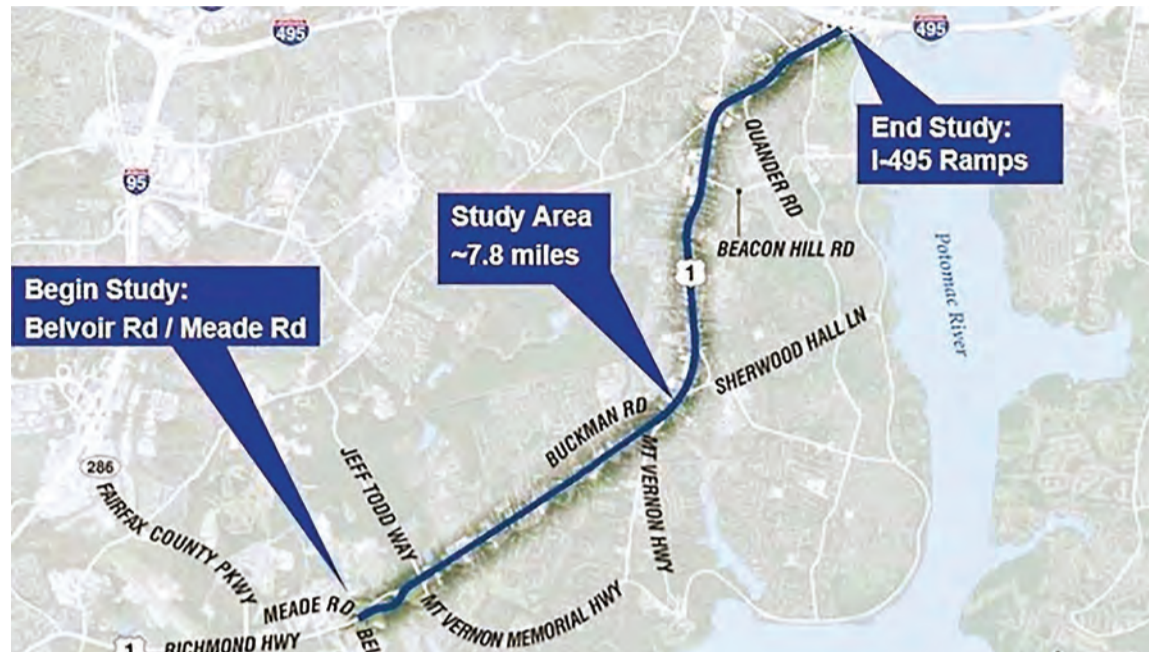 495
495
End Study:
I-495 Ramps
QUANDER RD
95
Study Area
~7.8 miles
BEACON HILL RD
Potomac River
1
Begin Study:
Belvoir Rd / Meade Rd
SHERWOOD HALL LN
BUCKMAN RD
MT VERNON HWY
JEFF TODD WAY
286
FAIRFAX COUNTY PKWY
MEADE RD
MT VERNON MEMORIAL HWY
1
RICHMOND HWY